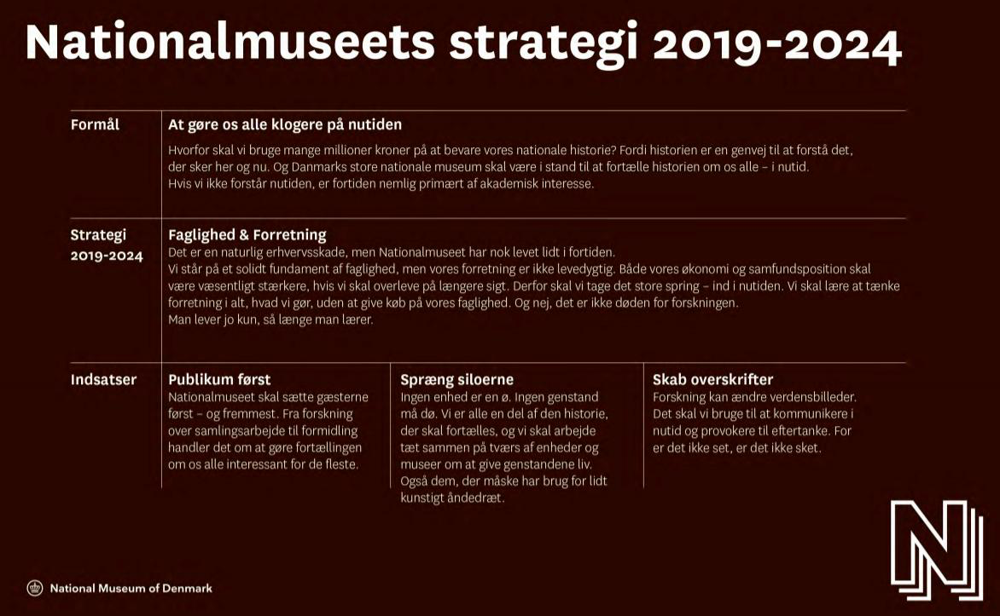 Nationalmuseets strategi 2019-2024
Formål
At gøre os alle klogere på nutiden
Hvorfor skal vi bruge mange millioner kroner på at bevare vores nationale historie? Fordi historien er en genvej til at forstå det,
der sker her og nu. Og Danmarks store nationale museum skal være i stand til at fortælle historien om os alle – i nutid.
Hvis vi ikke forstår nutiden, er fortiden nemlig primært af akademisk interesse.
Strategi
2019-2024
Faglighed & Forretning
Det er en naturlig erhvervsskade, men Nationalmuseet har nok levet lidt i fortiden.
Vi står på et solidt fundament af faglighed, men vores forretning er ikke levedygtig. Både vores økonomi og samfundsposition skal
være væsentligt stærkere, hvis vi skal overleve på længere sigt. Derfor skal vi tage det store spring – ind i nutiden. Vi skal lære at tænke
forretning i alt, hvad vi gør, uden at give køb på vores faglighed. Og nej, det er ikke døden for forskningen.
Man lever jo kun, så længe man lærer.
Indsatser
Publikum først
Nationalmuseet skal sætte gæsterne
først – og fremmest. Fra forskning
over samlingsarbejde til formidling
handler det om at gøre fortællingen
om os alle interessant for de fleste.
Spræng siloerne
Ingen enhed er en ø. Ingen genstand
må dø. Vi er alle en del af den historie,
der skal fortælles, og vi skal arbejde
tæt sammen på tværs af enheder og
museer om at give genstandene liv.
Også dem, der måske har brug for lidt
kunstigt åndedræt.
Skab overskrifter
Forskning kan ændre verdensbilleder.
Det skal vi bruge til at kommunikere i
nutid og provokere til eftertanke. For
er det ikke set, er det ikke sket.
N
National Museum of Denmark